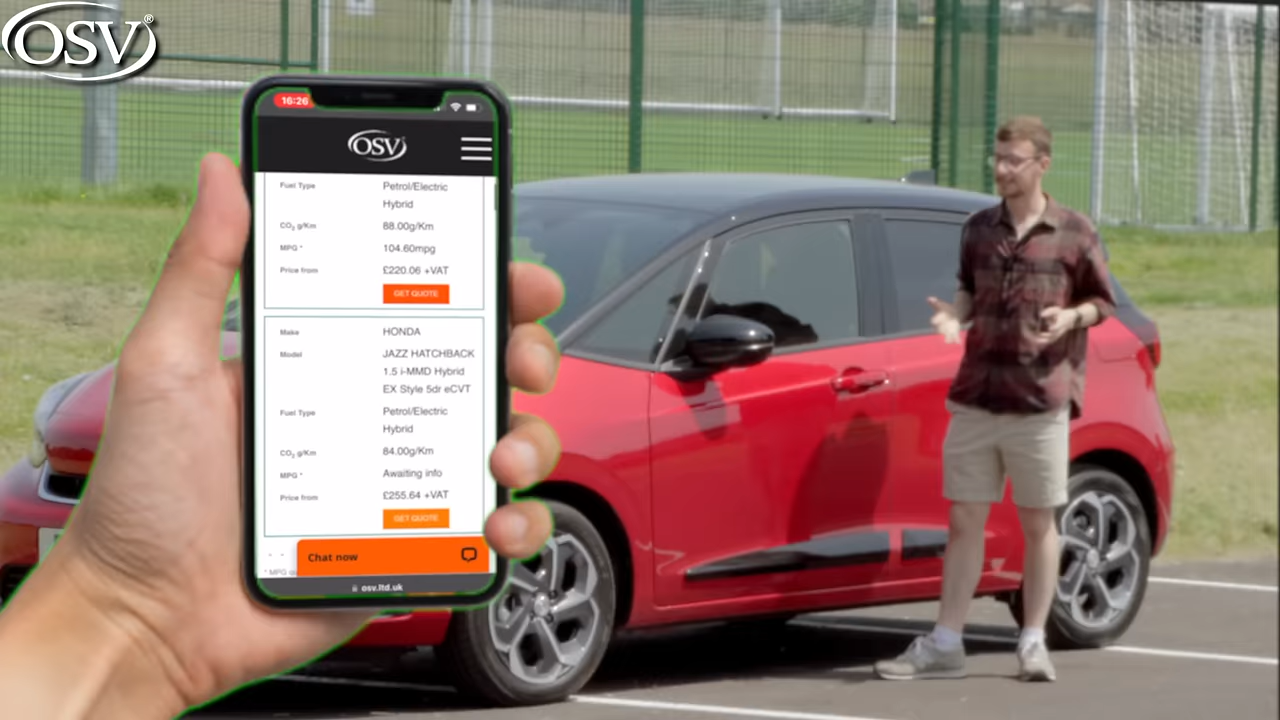 OSV®
16:26
OSV
Fuel Type Petrol/Electric
Hybrid
CO₂ g/Km 88.00g/Km
MPG * 104.60mpg
Price from £220.06 +VAT
GET QUOTE
Make HONDA
Model JAZZ HATCHBACK
1.5 i-MMD Hybrid
EX Style 5dr eCVT
Fuel Type Petrol/Electric
Hybrid
CO₂ g/Km 84.00g/Km
MPG * Awaiting info
Price from £255.64 +VAT
GET QUOTE
Chat now
* MPG
osv.ltd.uk